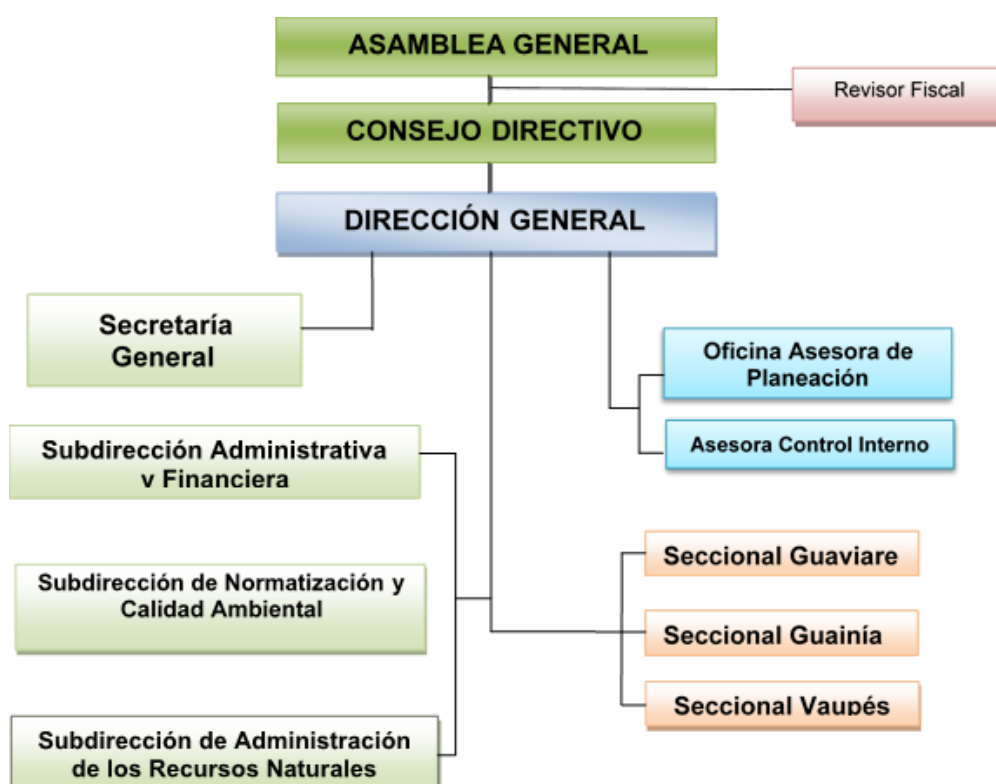 ASAMBLEA GENERAL
Revisor Fiscal
CONSEJO DIRECTIVO
DIRECCIÓN GENERAL
Secretaría
General
Oficina Asesora de
Planeación
Asesora Control Interno
Subdirección Administrativa
v Financiera
Subdirección de Normatización y
Calidad Ambiental
Subdirección de Administración
de los Recursos Naturales
Seccional Guaviare
Seccional Guainía
Seccional Vaupés